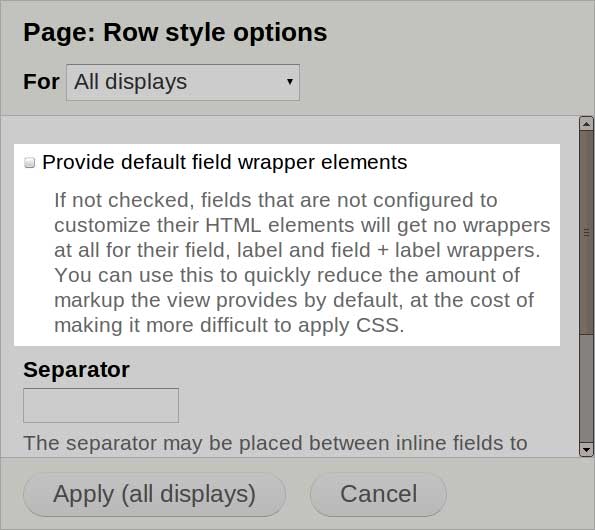 Page: Row style options
For All displays
Provide default field wrapper elements
If not checked, fields that are not configured to
customize their HTML elements will get no wrappers
at all for their field, label and field + label wrappers.
You can use this to quickly reduce the amount of
markup the view provides by default, at the cost of
making it more difficult to apply CSS.
Separator
The separator may be placed between inline fields to
Apply (all displays) Cancel